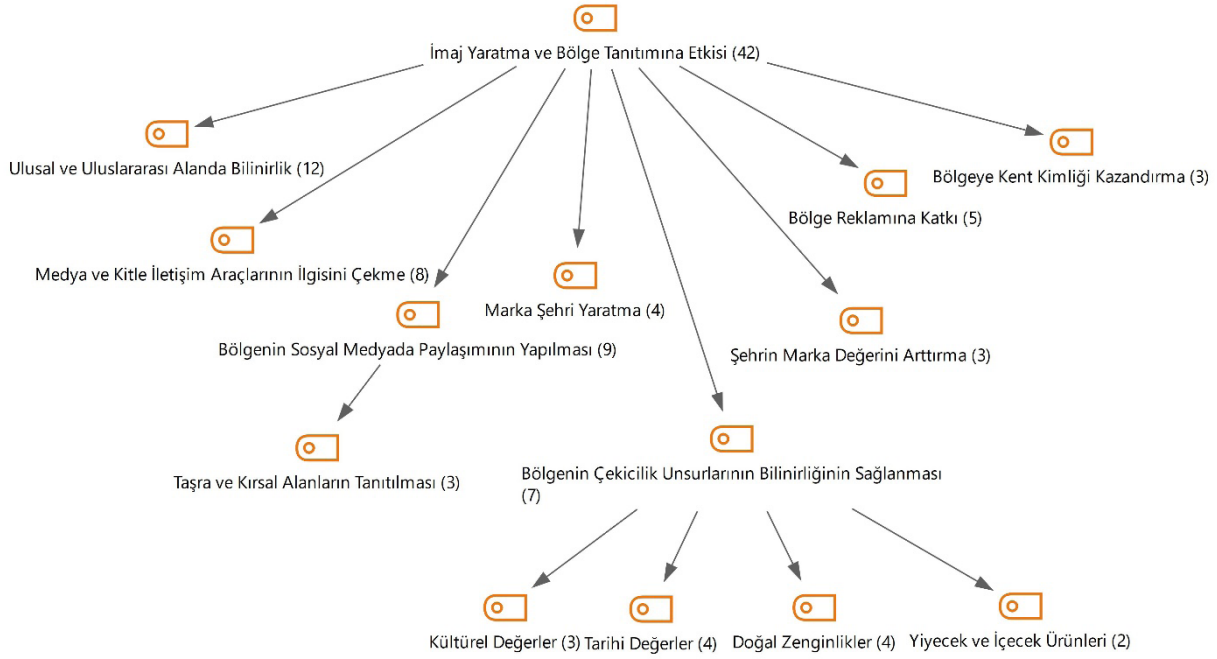 İmaj Yaratma ve Bölge Tanıtımına Etkisi (42)
Ulusal ve Uluslararası Alanda Bilinirlik (12)
Bölgeye Kent Kimliği Kazandırma (3)
Bölge Reklamına Katkı (5)
Medya ve Kitle İletişim Araçlarının İlgisini Çekme (8)
Marka Şehri Yaratma (4)
Bölgenin Sosyal Medyada Paylaşımının Yapılması (9)
Şehrin Marka Değerini Arttırma (3)
Taşra ve Kırsal Alanların Tanıtılması (3)
Bölgenin Çekicilik Unsurlarının Bilinirliğinin Sağlanması
(7)
Kültürel Değerler (3)
Tarihi Değerler (4)
Doğal Zenginlikler (4)
Yiyecek ve İçecek Ürünleri (2)